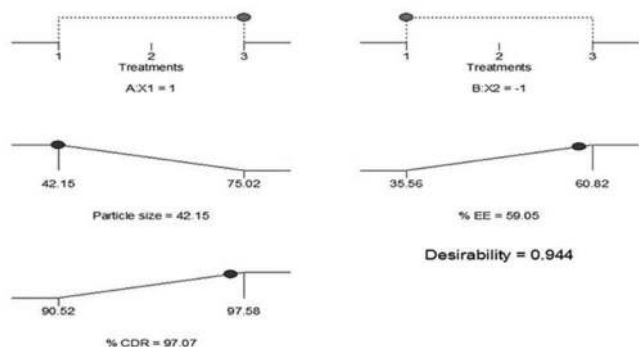 1 2 3
Treatments
A:X1 = 1
1 2 3
Treatments
B:X2 = -1
42.15 75.02
Particle size = 42.15
35.56 60.82
% EE = 59.05
Desirability = 0.944
90.52 97.58
% CDR = 97.07